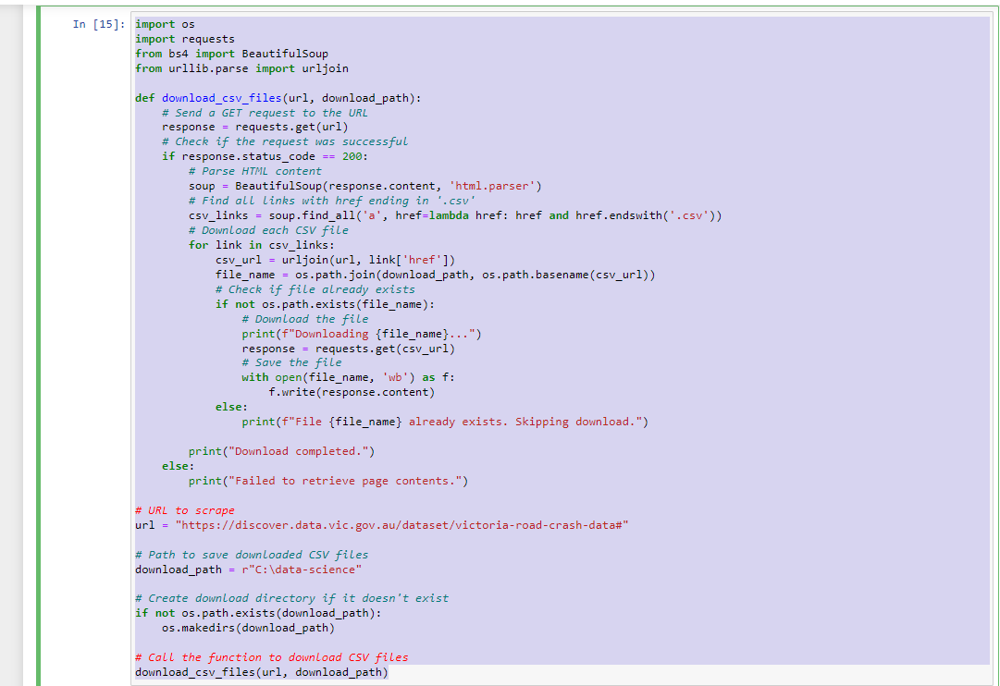 In [15]:
import os
import requests
from bs4 import BeautifulSoup
from urllib.parse import urljoin

def download_csv_files(url, download_path):
    # Send a GET request to the URL
    response = requests.get(url)
    # Check if the request was successful
    if response.status_code == 200:
        # Parse HTML content
        soup = BeautifulSoup(response.content, 'html.parser')
        # Find all links with href ending in '.csv'
        csv_links = soup.find_all('a', href=lambda href: href and href.endswith('.csv'))
        # Download each CSV file
        for link in csv_links:
            csv_url = urljoin(url, link['href'])
            file_name = os.path.join(download_path, os.path.basename(csv_url))
            # Check if file already exists
            if not os.path.exists(file_name):
                # Download the file
                print(f"Downloading {file_name}...")
                response = requests.get(csv_url)
                # Save the file
                with open(file_name, 'wb') as f:
                    f.write(response.content)
            else:
                print(f"File {file_name} already exists. Skipping download.")

        print("Download completed.")
    else:
        print("Failed to retrieve page contents.")

# URL to scrape
url = "https://discover.data.vic.gov.au/dataset/victoria-road-crash-data#"

# Path to save downloaded CSV files
download_path = r"C:\data-science"

# Create download directory if it doesn't exist
if not os.path.exists(download_path):
    os.makedirs(download_path)

# Call the function to download CSV files
download_csv_files(url, download_path)